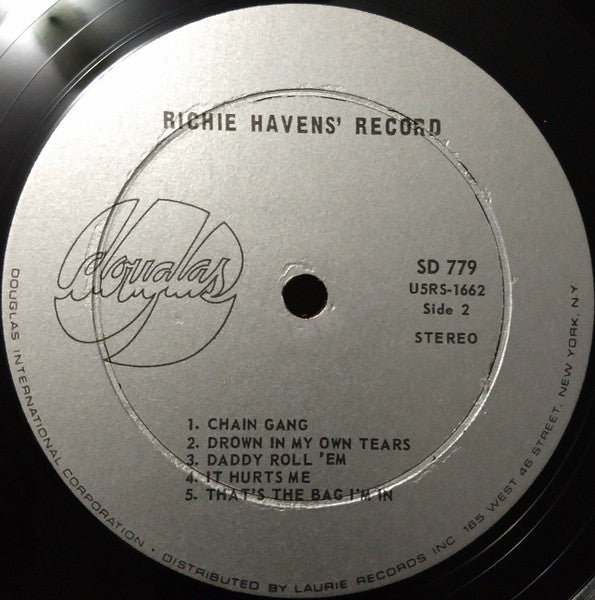 RICHIE HAVENS' RECORD
douglas
SD 779
U5RS-1662
Side 2
STEREO
1. CHAIN GANG
2. DROWN IN MY OWN TEARS
3. DADDY ROLL 'EM
4. IT HURTS ME
5. THAT'S THE BAG I'M IN
DOUGLAS INTERNATIONAL CORPORATION • DISTRIBUTED BY LAURIE RECORDS INC 165 WEST 46 STREET, NEW YORK, N.Y